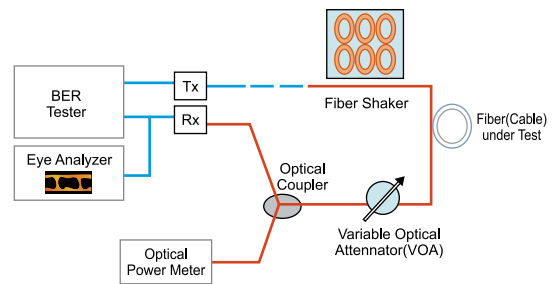 BER
Tester
Tx
Rx
Fiber Shaker
Fiber(Cable)
under Test
Eye Analyzer
Optical
Coupler
Variable Optical
Attennator(VOA)
Optical
Power Meter